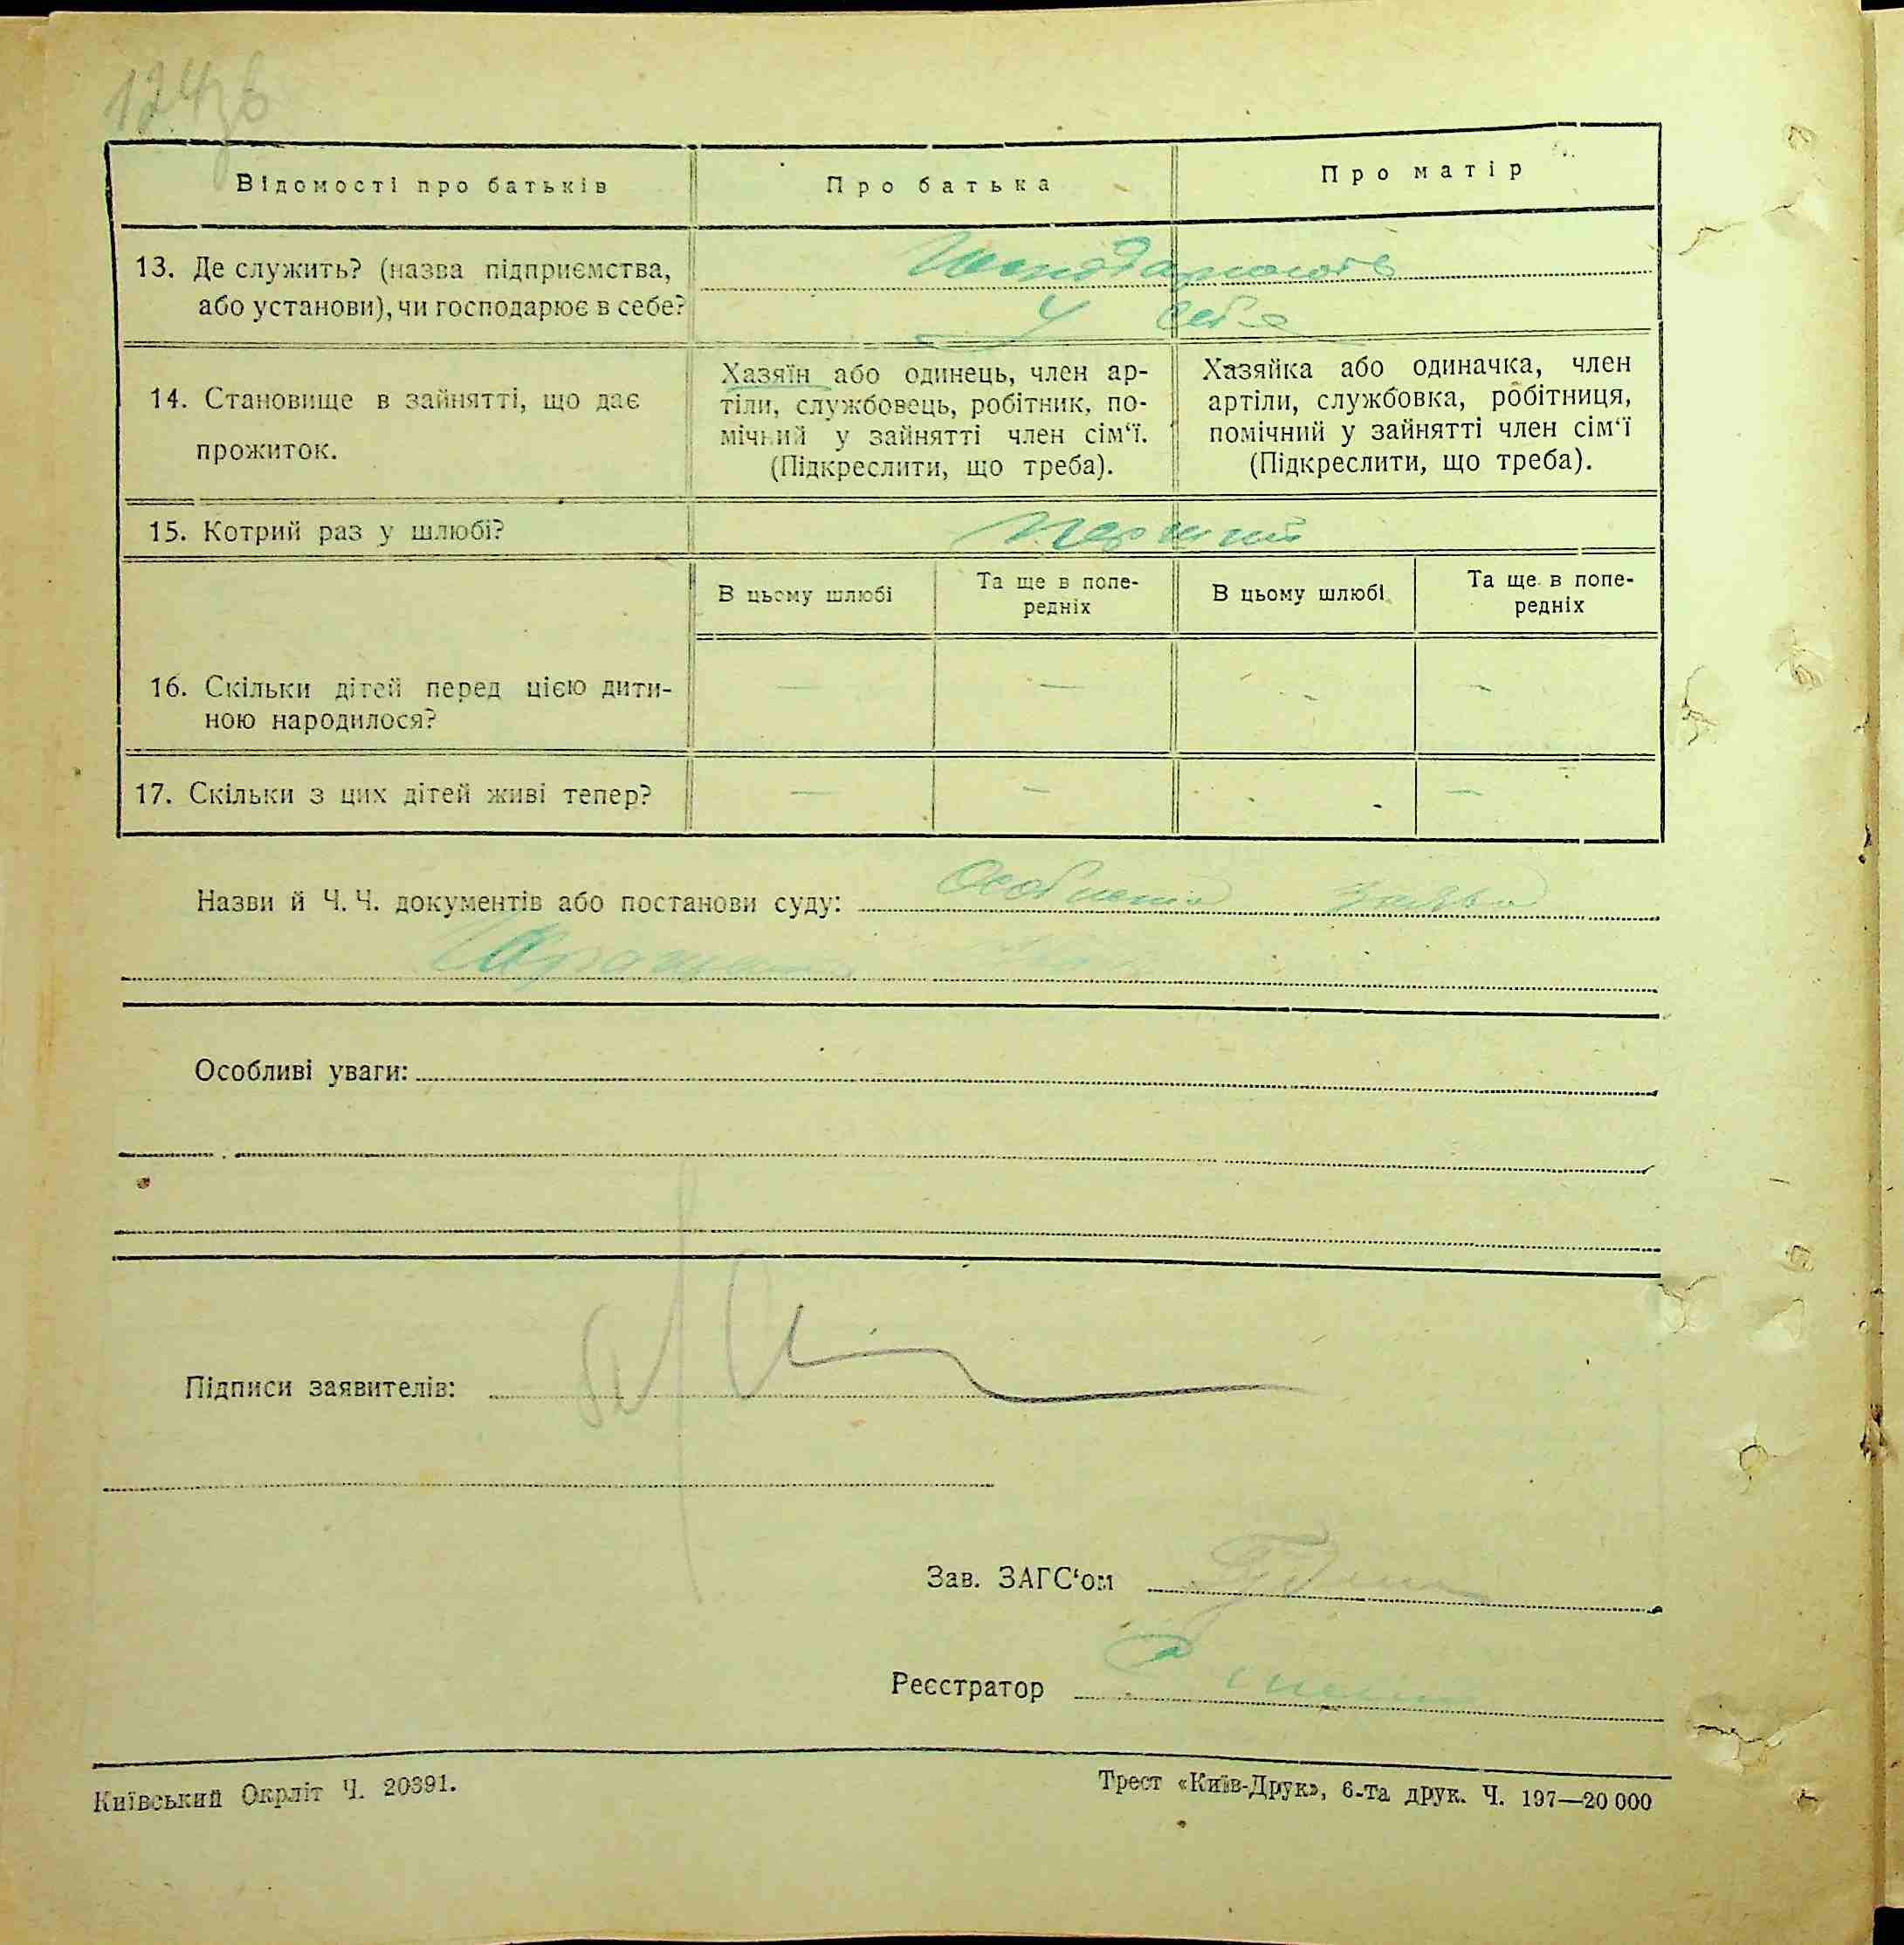 124зв
Відомості про батьків
Про батька
Про матір
13. Де служить? (назва підприємства,
або установи), чи господарює в себе?
Господарюють
У себе
14. Становище в зайнятті, що дає
прожиток.
Хазяїн або одинець, член ар-
тіли, службовець, робітник, по-
мічний у зайнятті член сім‘ї.
(Підкреслити, що треба).
Хазяйка або одиначка, член
артіли, службовка, робітниця,
помічний у зайнятті член сім‘ї
(Підкреслити, що треба).
15. Котрий раз у шлюбі?
Перший
В цьому шлюбі
Та ще в попе-
редніх
В цьому шлюбі
Та ще в попе-
редніх
16. Скільки дітей перед цією дити-
ною народилося?
— — - -
17. Скільки з цих дітей живі тепер?
— — - —
Назви й Ч. Ч. документів або постанови суду: Особиста заява
Особливі уваги:
Підписи заявителів:
Зав. ЗАГС‘ом
Реєстратор
Київський Окрліт Ч. 20391.
Трест «Київ-Друк», 6-та друк. Ч. 197—20 000